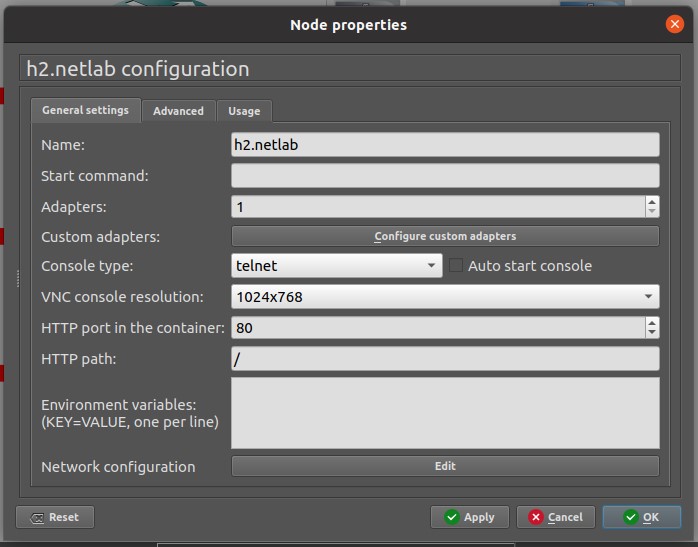 Node properties
h2.netlab configuration
General settings Advanced Usage
Name: h2.netlab
Start command:
Adapters: 1
Custom adapters: Configure custom adapters
Console type: telnet Auto start console
VNC console resolution: 1024x768
HTTP port in the container: 80
HTTP path: /
Environment variables:
(KEY=VALUE, one per line)
Network configuration Edit
Reset Apply Cancel OK